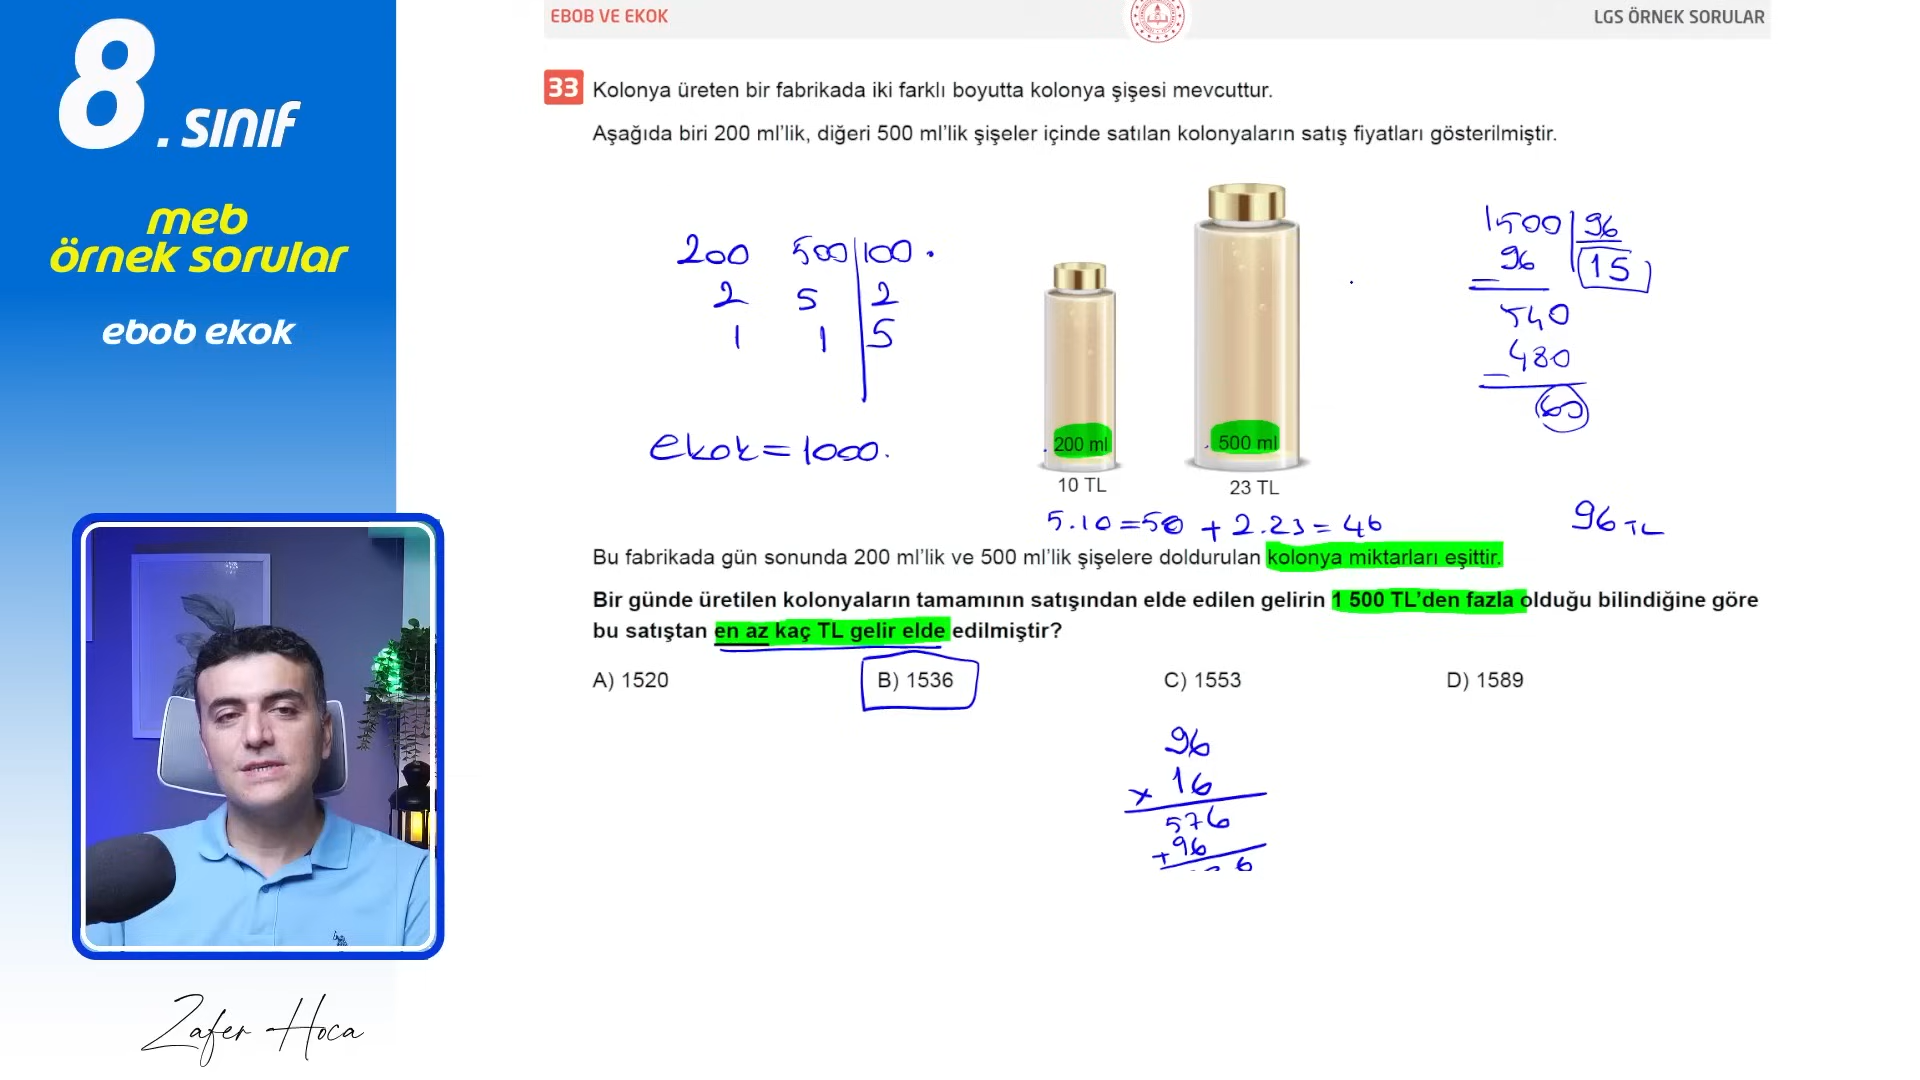 8. sınıf
meb
örnek sorular
ebob ekok
Zafer Hoca
EBOB VE EKOK
LGS ÖRNEK SORULAR
33 Kolonya üreten bir fabrikada iki farklı boyutta kolonya şişesi mevcuttur.
Aşağıda biri 200 ml'lik, diğeri 500 ml'lik şişeler içinde satılan kolonyaların satış fiyatları gösterilmiştir.
200 500 100.
2 5 2
1 1 5
ekok = 1000.
200 ml
10 TL
500 ml
23 TL
1500 96
96 15
540
- 480
60
5.10=50 + 2.23=46
96 TL
Bu fabrikada gün sonunda 200 ml'lik ve 500 ml'lik şişelere doldurulan kolonya miktarları eşittir.
Bir günde üretilen kolonyaların tamamının satışından elde edilen gelirin 1 500 TL'den fazla olduğu bilindiğine göre
bu satıştan en az kaç TL gelir elde edilmiştir?
A) 1520 B) 1536 C) 1553 D) 1589
96
x 16
576
+96